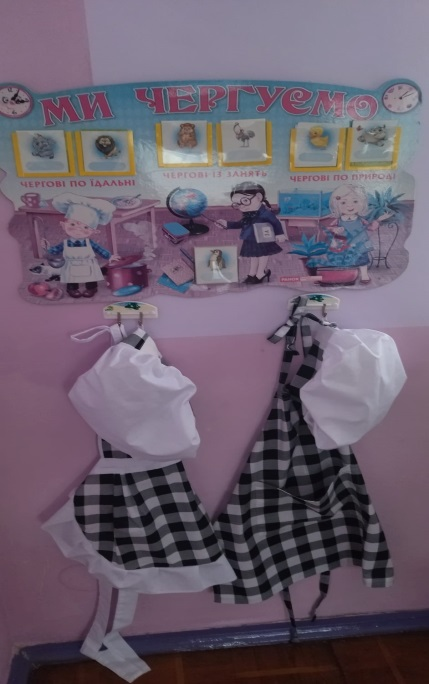 МИ ЧЕРГУЄМО
ЧЕРГОВІ ПО ЇДАЛЬНІ
ЧЕРГОВІ ІЗ ЗАНЯТЬ
ЧЕРГОВІ ПО ПРИРОДІ